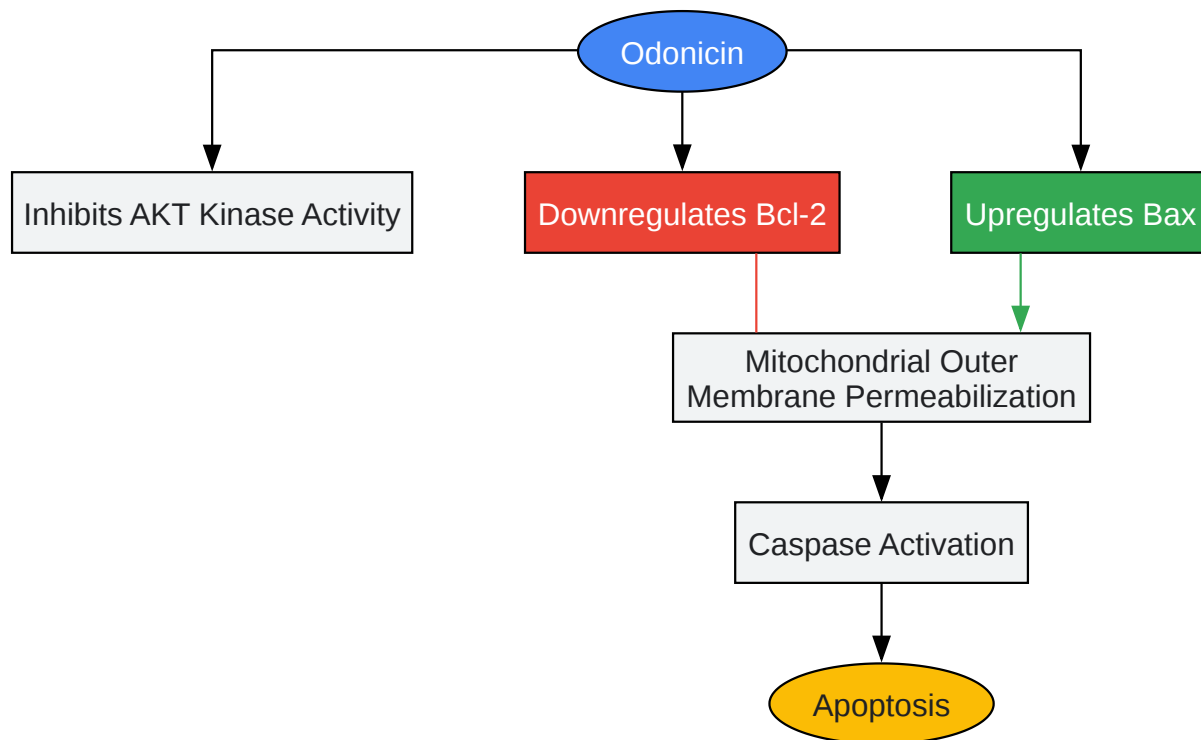 Odonicin
Inhibits AKT Kinase Activity
Downregulates Bcl-2
Upregulates Bax
Mitochondrial Outer
Membrane Permeabilization
Caspase Activation
Apoptosis